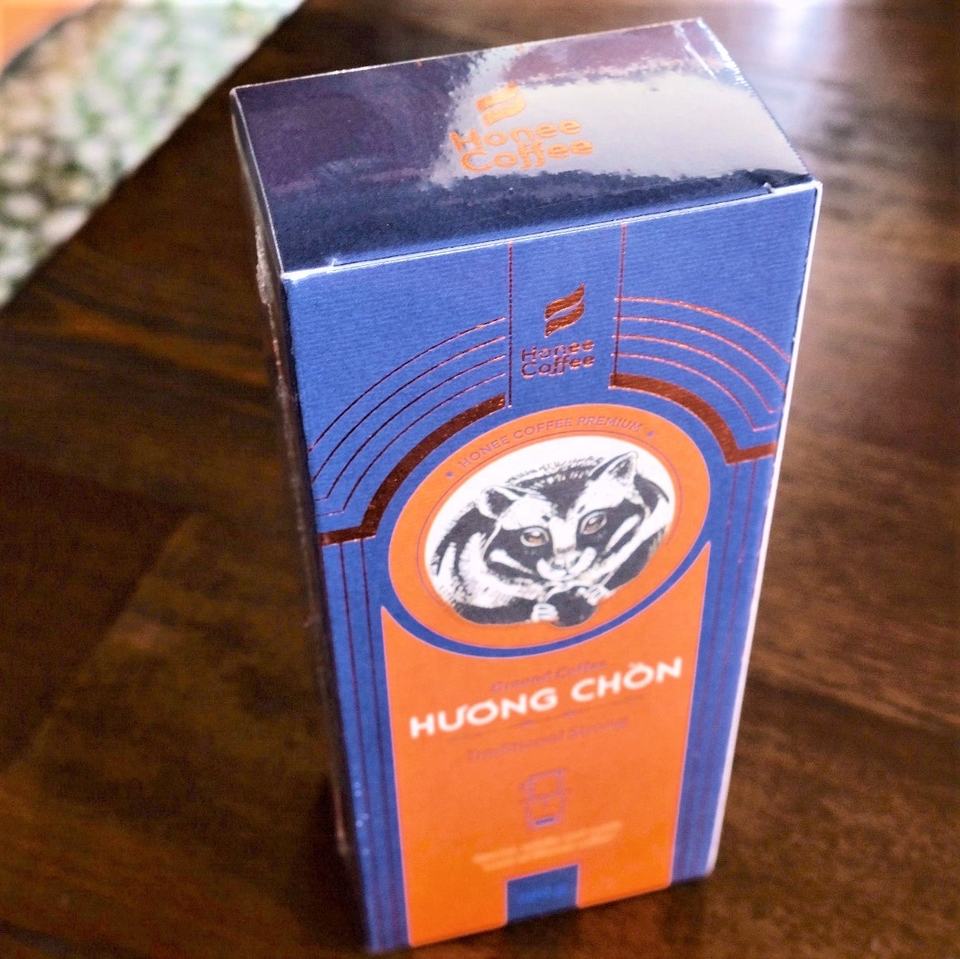 Honee
Coffee
Honee
Coffee
HONEE COFFEE PREMIUM
Ground Coffee
HƯƠNG CHỒN
Traditional Strong